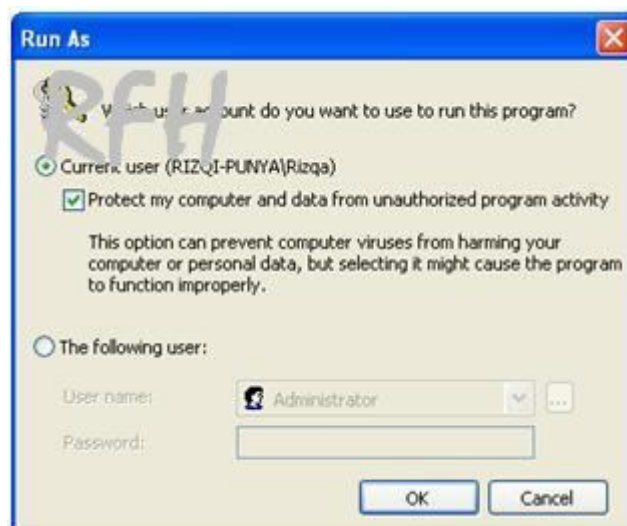 Run As
RFH
Which user account do you want to use to run this program?
Current user (RIZQI-PUNYA\Rizqa)
Protect my computer and data from unauthorized program activity
This option can prevent computer viruses from harming your
computer or personal data, but selecting it might cause the program
to function improperly.
The following user:
User name:
Administrator
...
Password:
OK
Cancel